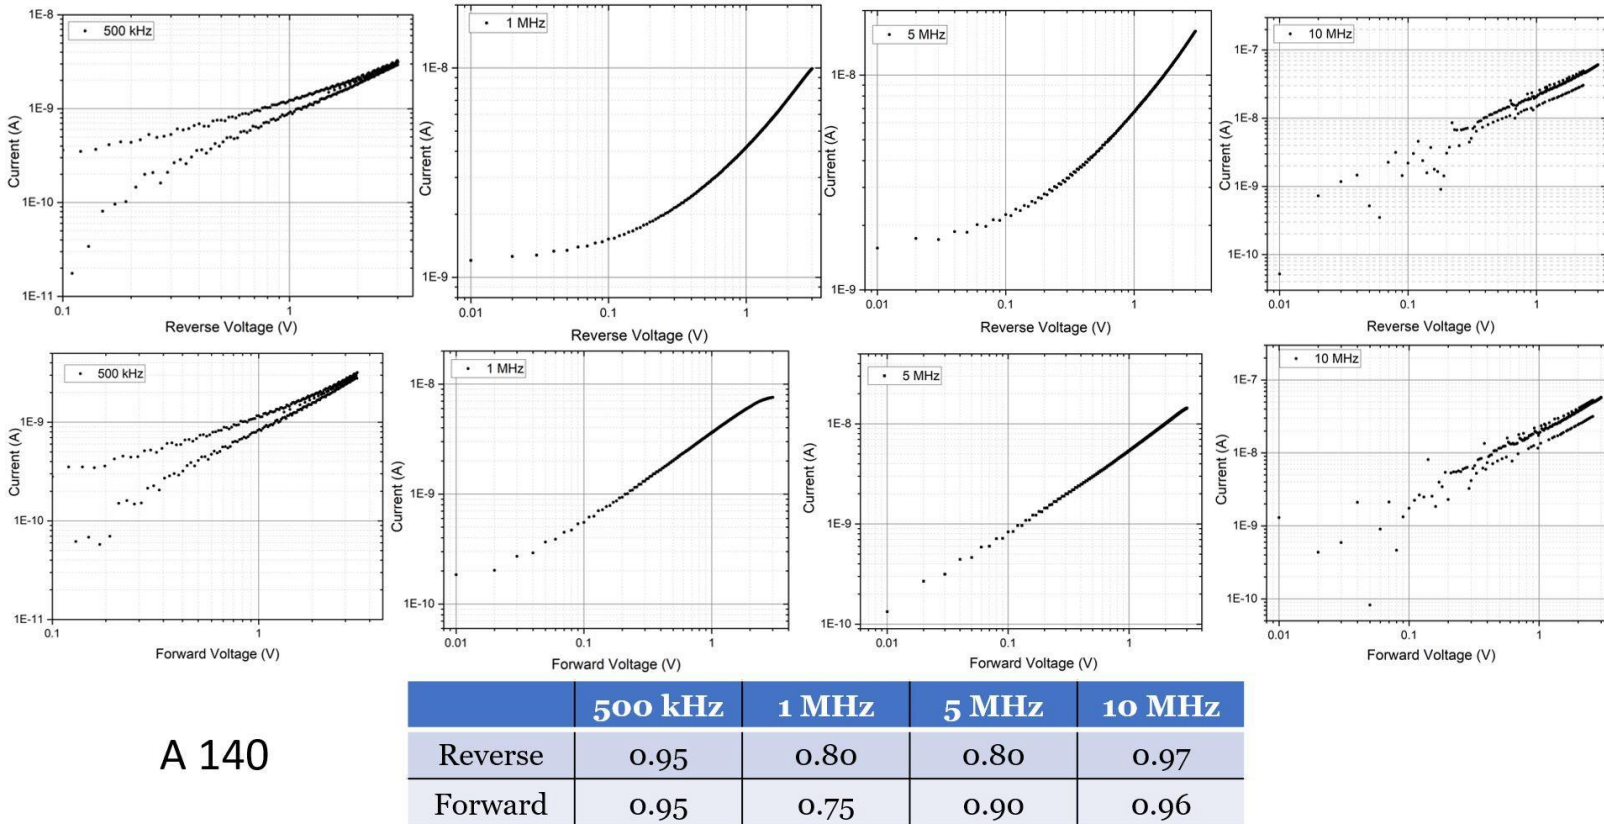 500 kHz
1E-8
1E-9
1E-10
1E-11
0.1
1
Current (A)
Reverse Voltage (V)
1 MHz
1E-8
1E-9
0.01
0.1
1
Current (A)
Reverse Voltage (V)
5 MHz
1E-8
1E-9
0.01
0.1
1
Current (A)
Reverse Voltage (V)
10 MHz
1E-7
1E-8
1E-9
1E-10
0.01
0.1
1
Current (A)
Reverse Voltage (V)
500 kHz
1E-9
1E-10
1E-11
0.1
1
Current (A)
Forward Voltage (V)
1 MHz
1E-8
1E-9
1E-10
0.01
0.1
1
Current (A)
Forward Voltage (V)
5 MHz
1E-8
1E-9
1E-10
0.01
0.1
1
Current (A)
Forward Voltage (V)
10 MHz
1E-7
1E-8
1E-9
1E-10
0.01
0.1
1
Current (A)
Forward Voltage (V)
A 140
500 kHz 1 MHz 5 MHz 10 MHz
Reverse 0.95 0.80 0.80 0.97
Forward 0.95 0.75 0.90 0.96